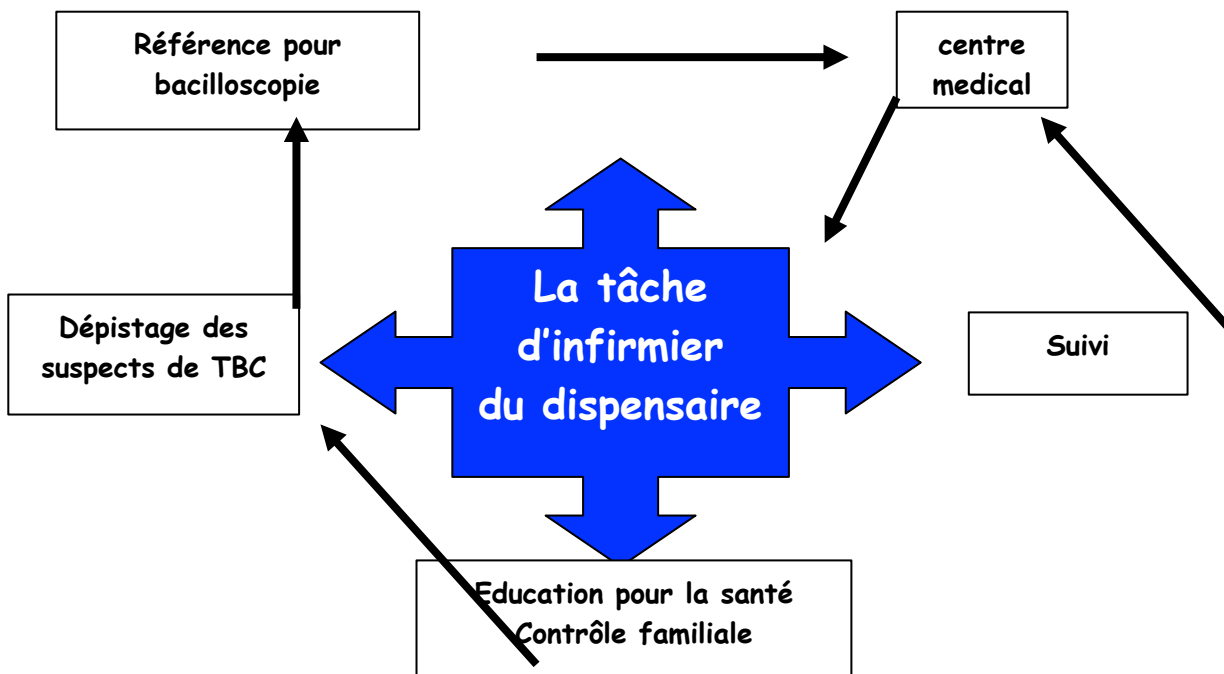 Référence pour
bacilloscopie
centre
medical
La tâche
d'infirmier
du dispensaire
Dépistage des
suspects de TBC
Suivi
Education pour la santé
Contrôle familiale